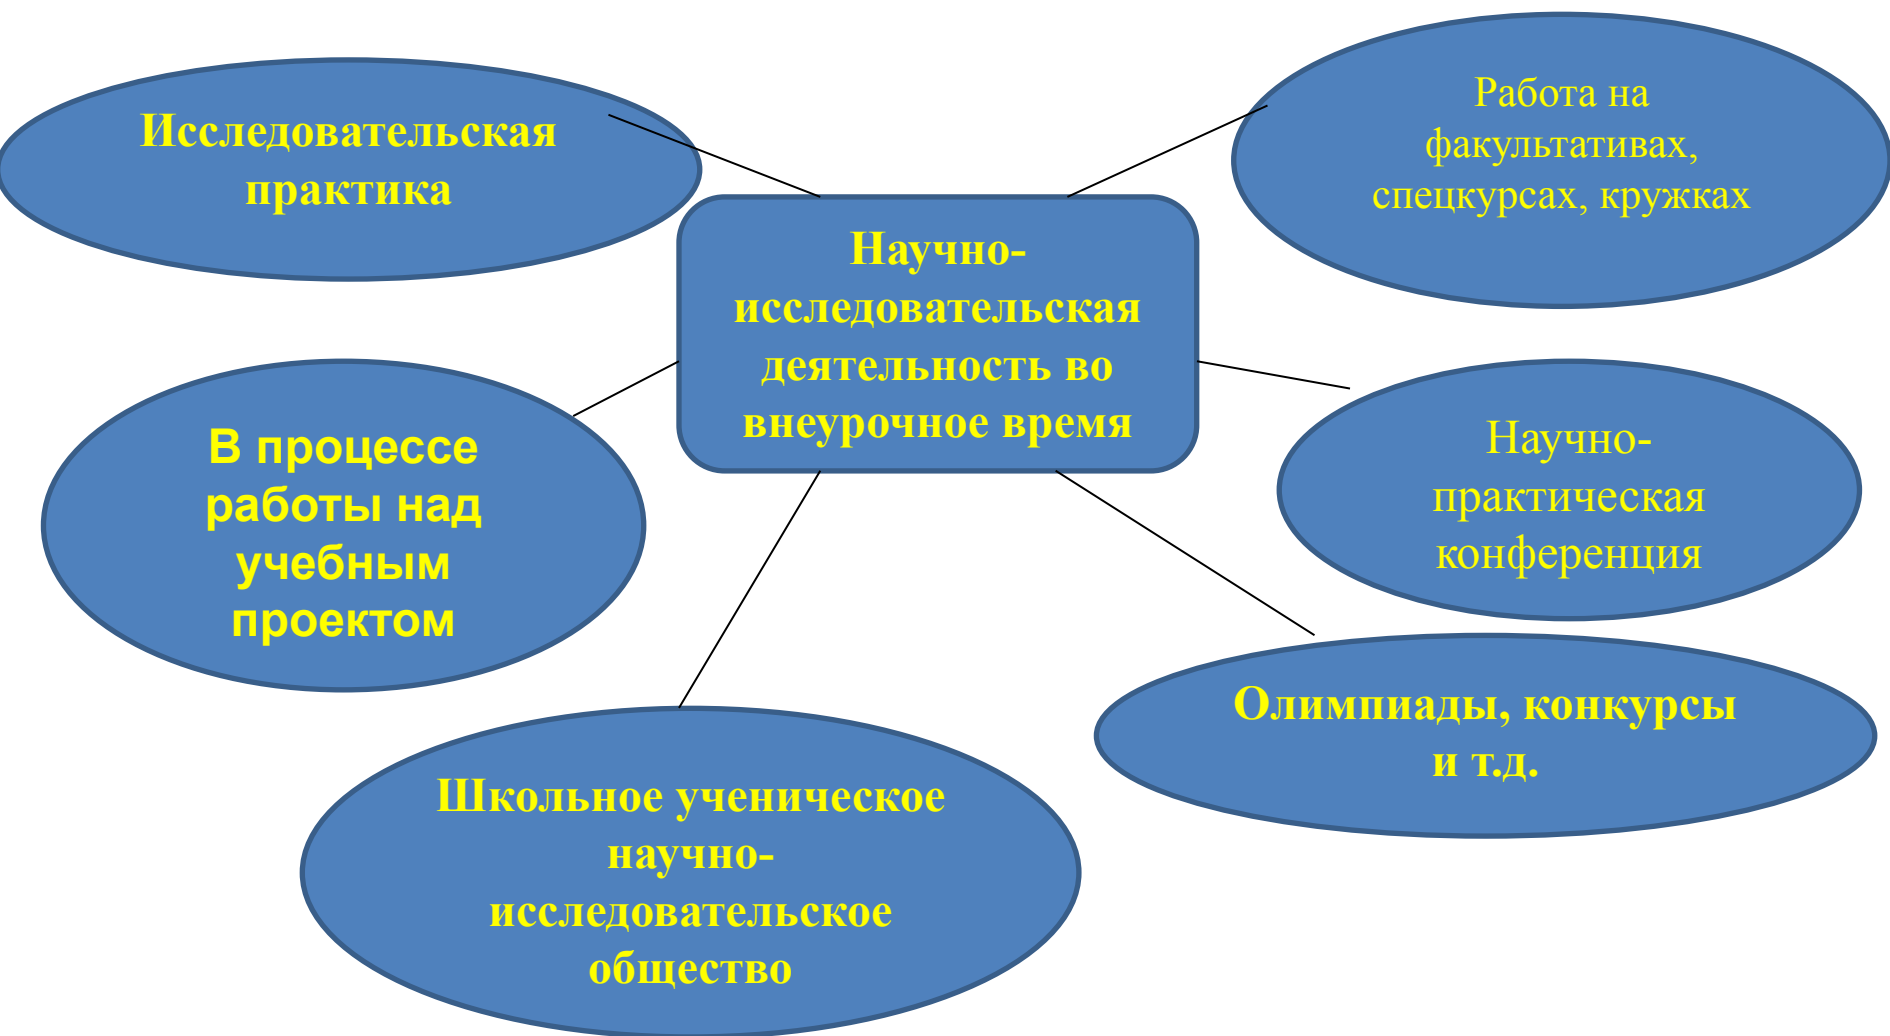 Исследовательская
практика
Работа на
факультативах,
спецкурсах, кружках
Научно-
исследовательская
деятельность во
внеурочное время
В процессе
работы над
учебным
проектом
Научно-
практическая
конференция
Олимпиады, конкурсы
и т.д.
Школьное ученическое
научно-
исследовательское
общество